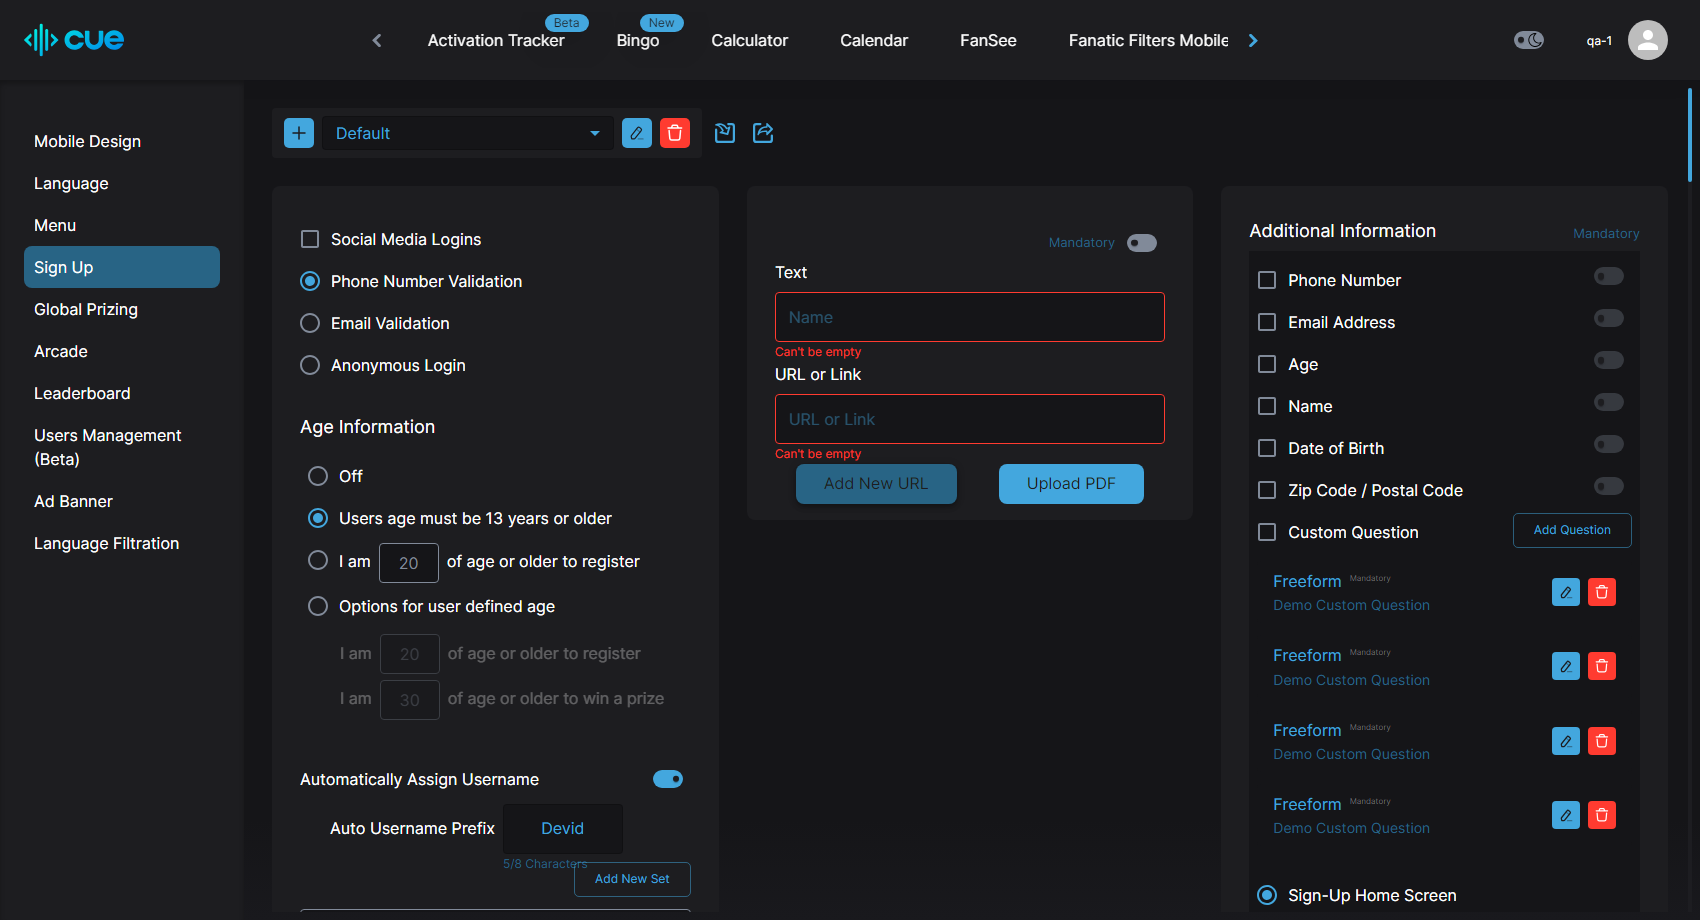 cue
Activation Tracker
Beta
Bingo
New
Calculator
Calendar
FanSee
Fanatic Filters Mobile
qa-1
Mobile Design
Language
Menu
Sign Up
Global Prizing
Arcade
Leaderboard
Users Management
(Beta)
Ad Banner
Language Filtration
Default
Social Media Logins
Phone Number Validation
Email Validation
Anonymous Login
Age Information
Off
Users age must be 13 years or older
I am 20 of age or older to register
Options for user defined age
I am 20 of age or older to register
I am 30 of age or older to win a prize
Automatically Assign Username
Auto Username Prefix Devid
5/8 Characters
Add New Set
Mandatory
Text
Name
Can't be empty
URL or Link
URL or Link
Can't be empty
Add New URL
Upload PDF
Additional Information
Mandatory
Phone Number
Email Address
Age
Name
Date of Birth
Zip Code / Postal Code
Custom Question
Add Question
Freeform Mandatory
Demo Custom Question
Freeform Mandatory
Demo Custom Question
Freeform Mandatory
Demo Custom Question
Freeform Mandatory
Demo Custom Question
Sign-Up Home Screen